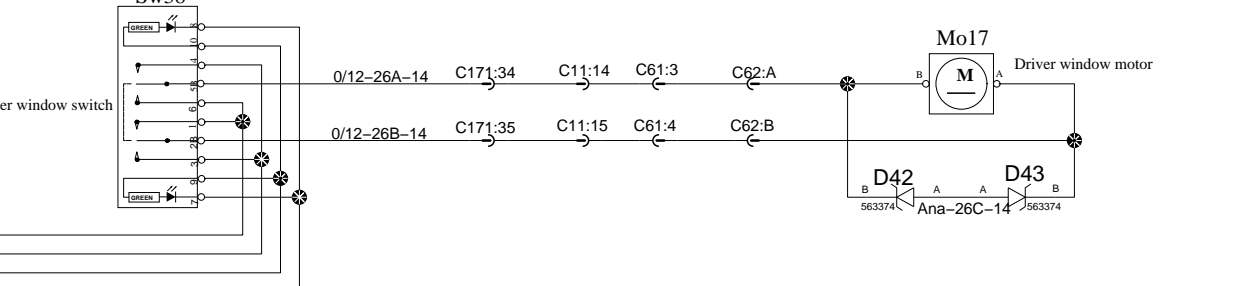 GREEN
8
10
4
5B
6
1
2B
3
9
7
GREEN
er window switch
0/12-26A-14
C171:34
C11:14
C61:3
C62:A
0/12-26B-14
C171:35
C11:15
C61:4
C62:B
Mo17
B
M
A
Driver window motor
D42
D43
B
A
A
B
563374
Ana-26C-14
563374